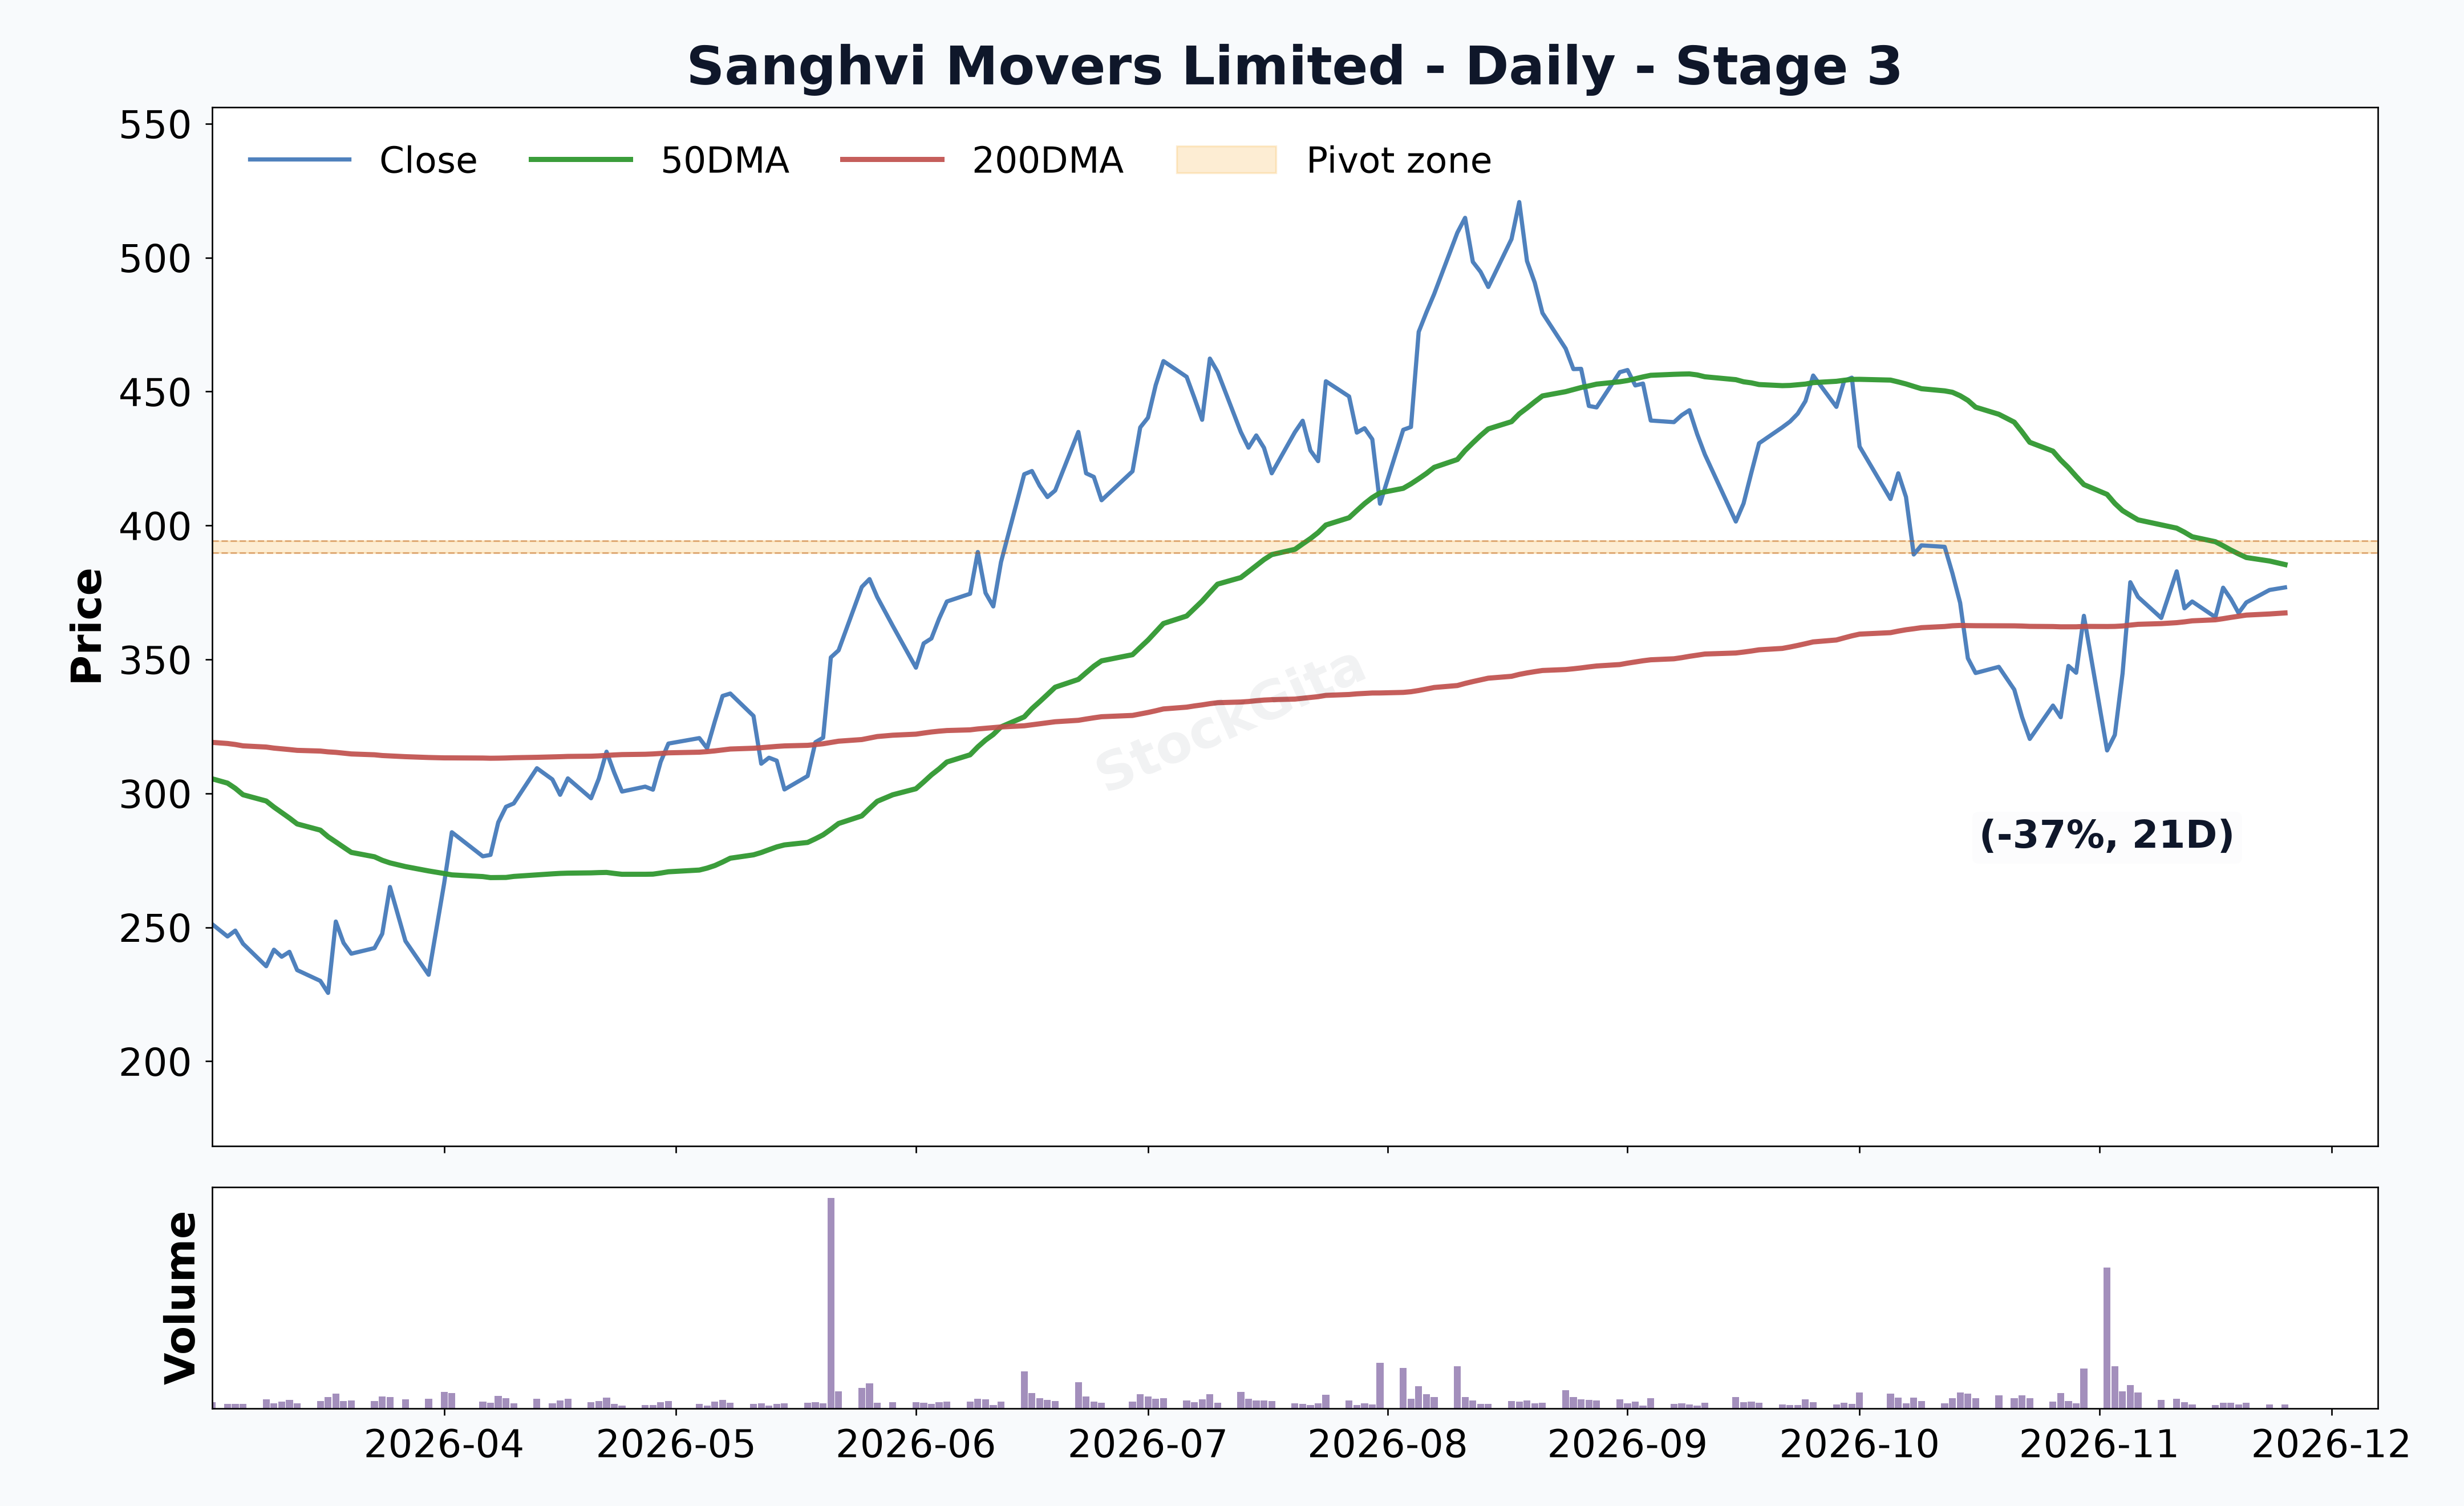 Sanghvi Movers Limited - Daily - Stage 3
Close 50DMA 200DMA Pivot zone
Price
550
500
450
400
350
300
250
200
StockGita
(-37%, 21D)
Volume
2026-04 2026-05 2026-06 2026-07 2026-08 2026-09 2026-10 2026-11 2026-12